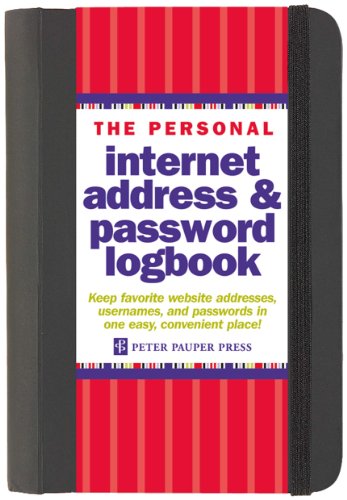 THE PERSONAL
internet
address &
password
logbook
Keep favorite website addresses,
usernames, and passwords in
one easy, convenient place!
PETER PAUPER PRESS